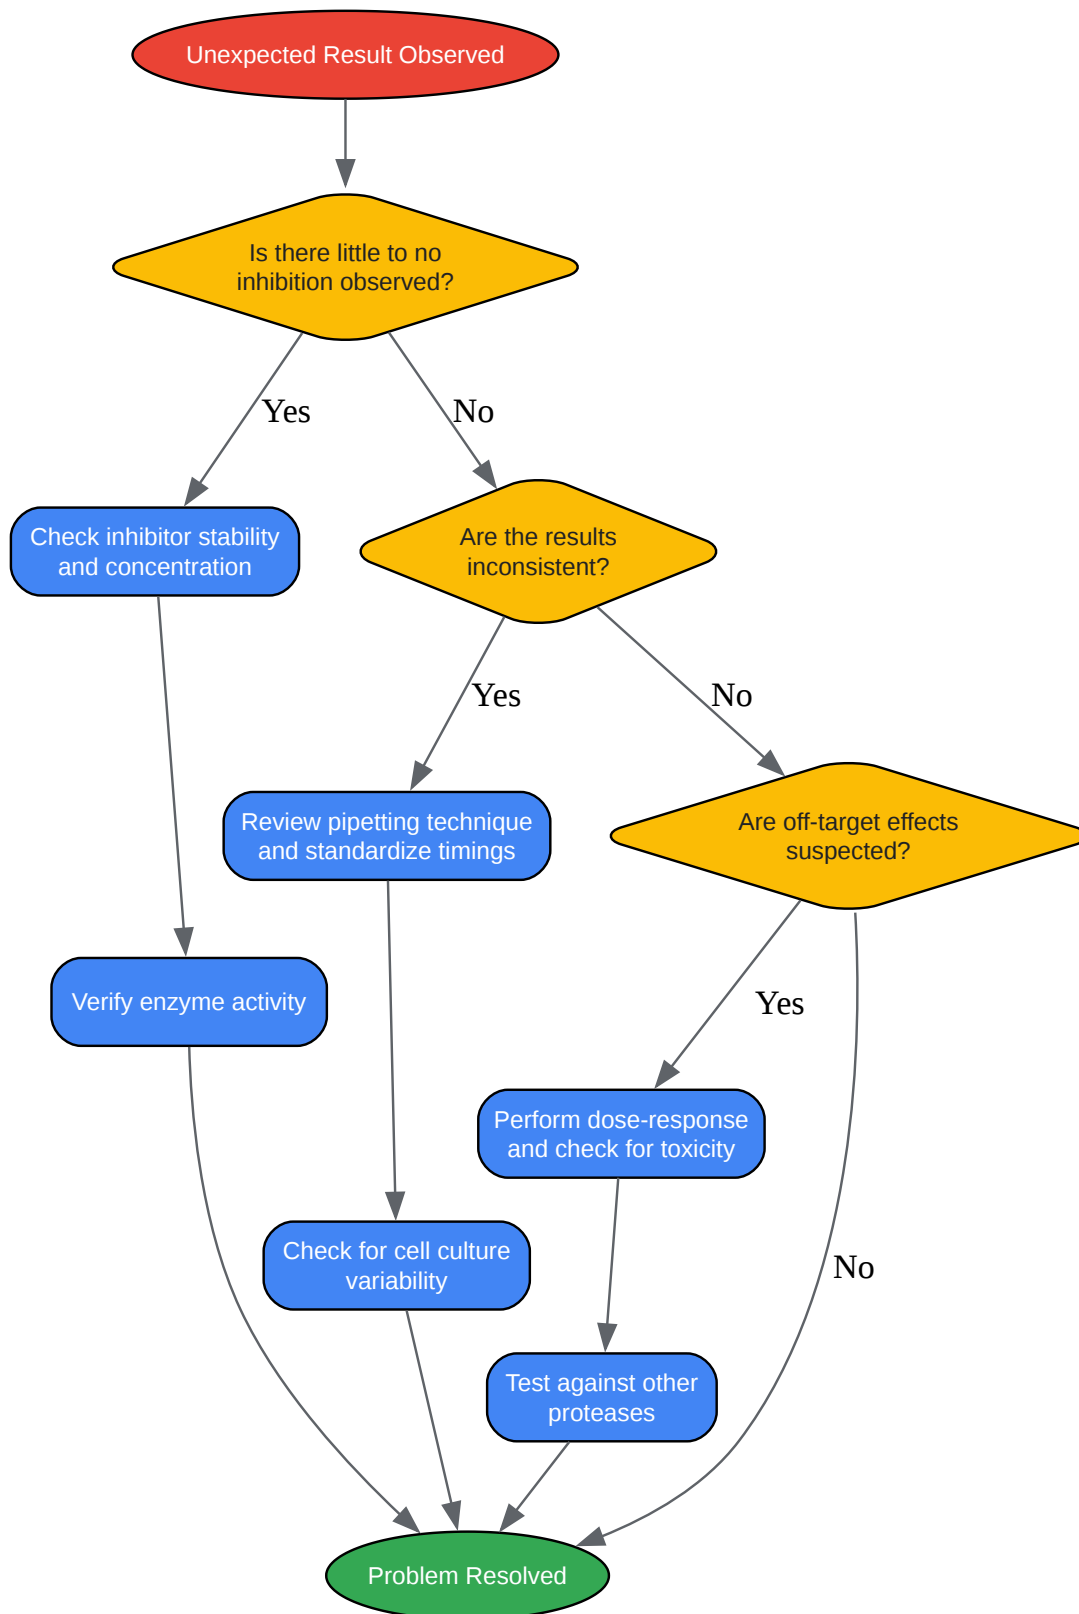 Unexpected Result Observed
Is there little to no
inhibition observed?
Yes
No
Check inhibitor stability
and concentration
Are the results
inconsistent?
Yes
No
Review pipetting technique
and standardize timings
Are off-target effects
suspected?
Verify enzyme activity
Yes
Perform dose-response
and check for toxicity
Check for cell culture
variability
No
Test against other
proteases
Problem Resolved